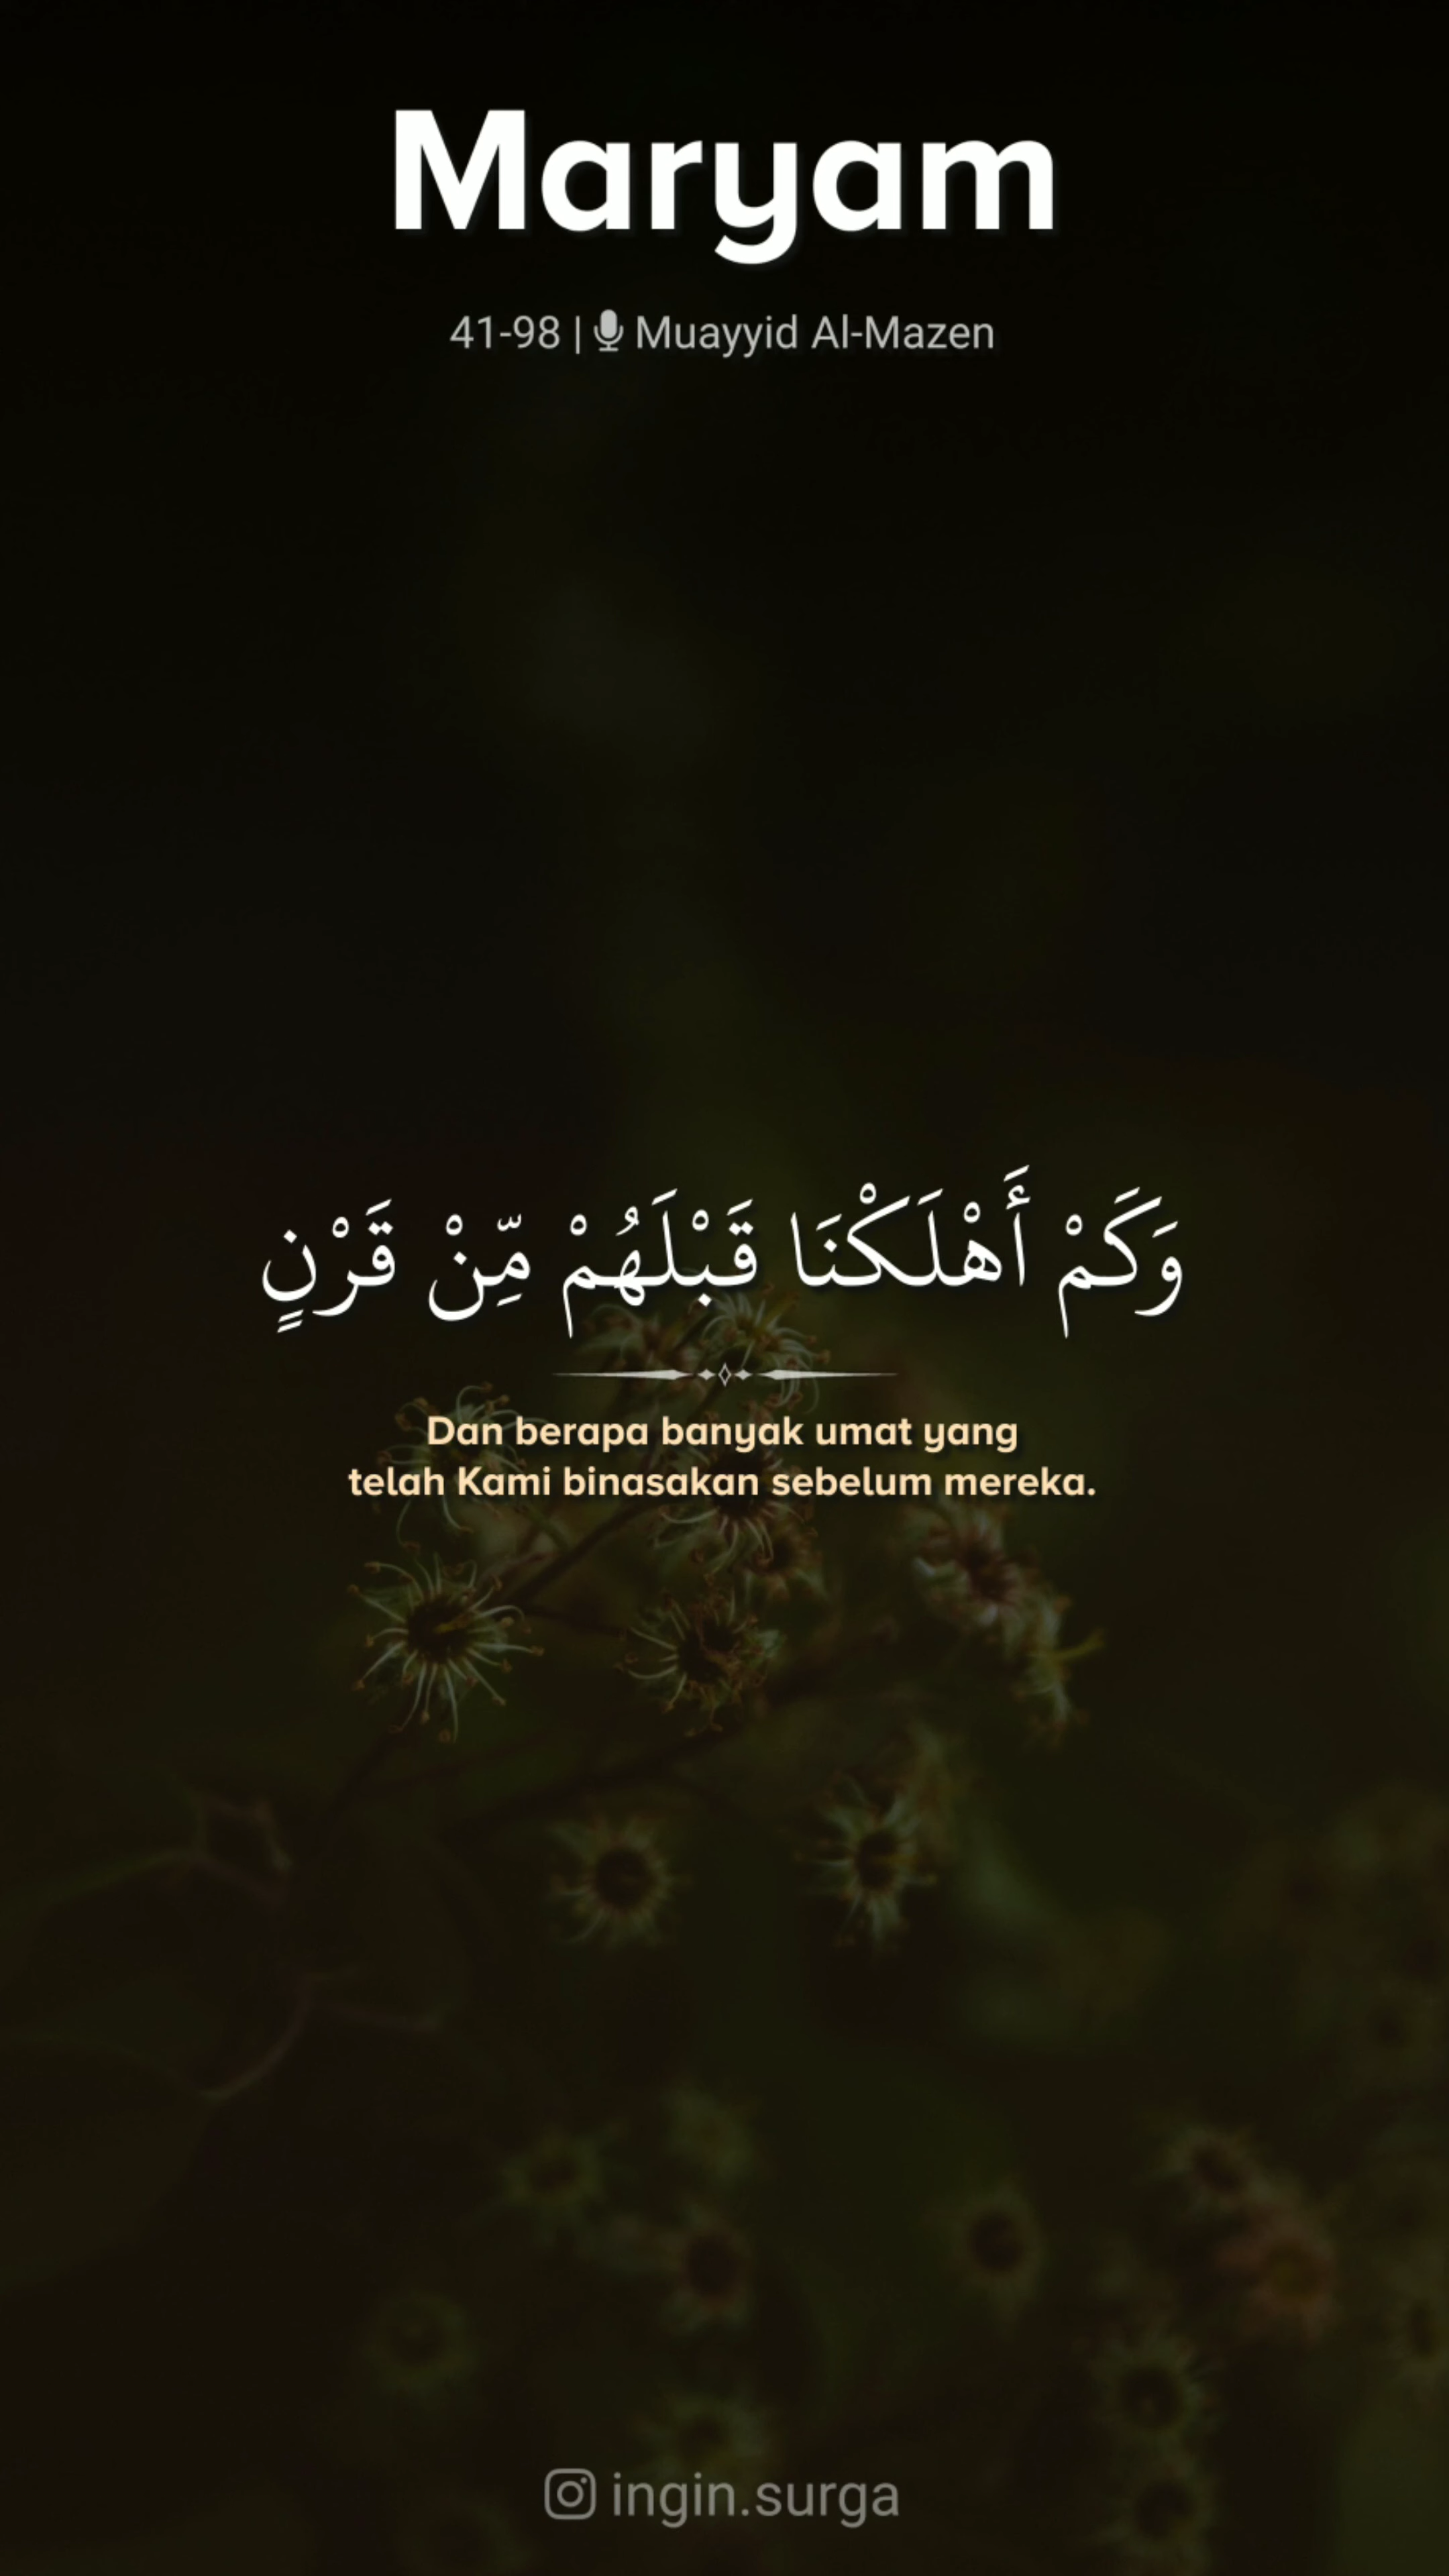 Maryam
41-98 | Muayyid Al-Mazen
وَكَمْ أَهْلَكْنَا قَبْلَهُمْ مِّنْ قَرْنٍ
Dan berapa banyak umat yang
telah Kami binasakan sebelum mereka.
ingin.surga